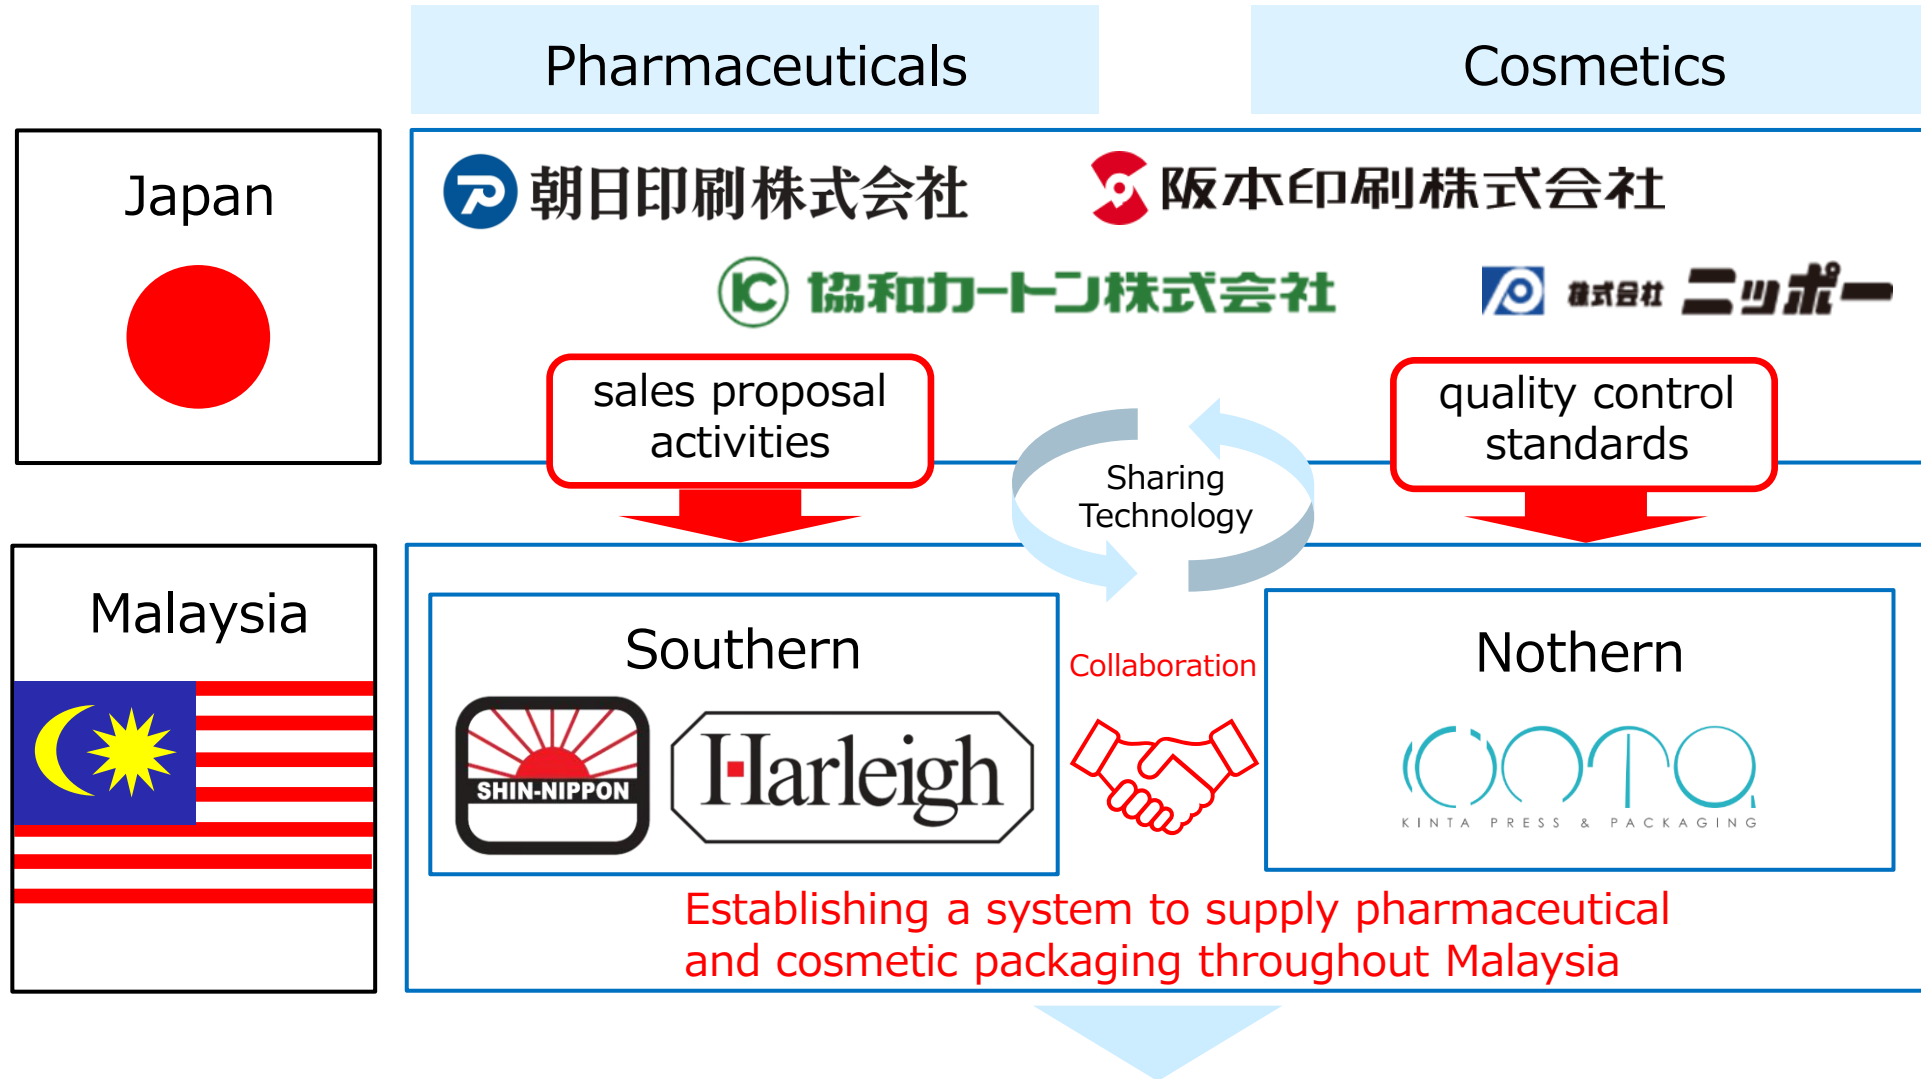 Pharmaceuticals
Cosmetics
Japan
朝日印刷株式会社
阪本印刷株式会社
協和カートン株式会社
株式会社 ニッポー
sales proposal
activities
quality control
standards
Sharing
Technology
Malaysia
Southern
Nothern
Collaboration
SHIN-NIPPON
Harleigh
KINTA PRESS & PACKAGING
Establishing a system to supply pharmaceutical
and cosmetic packaging throughout Malaysia